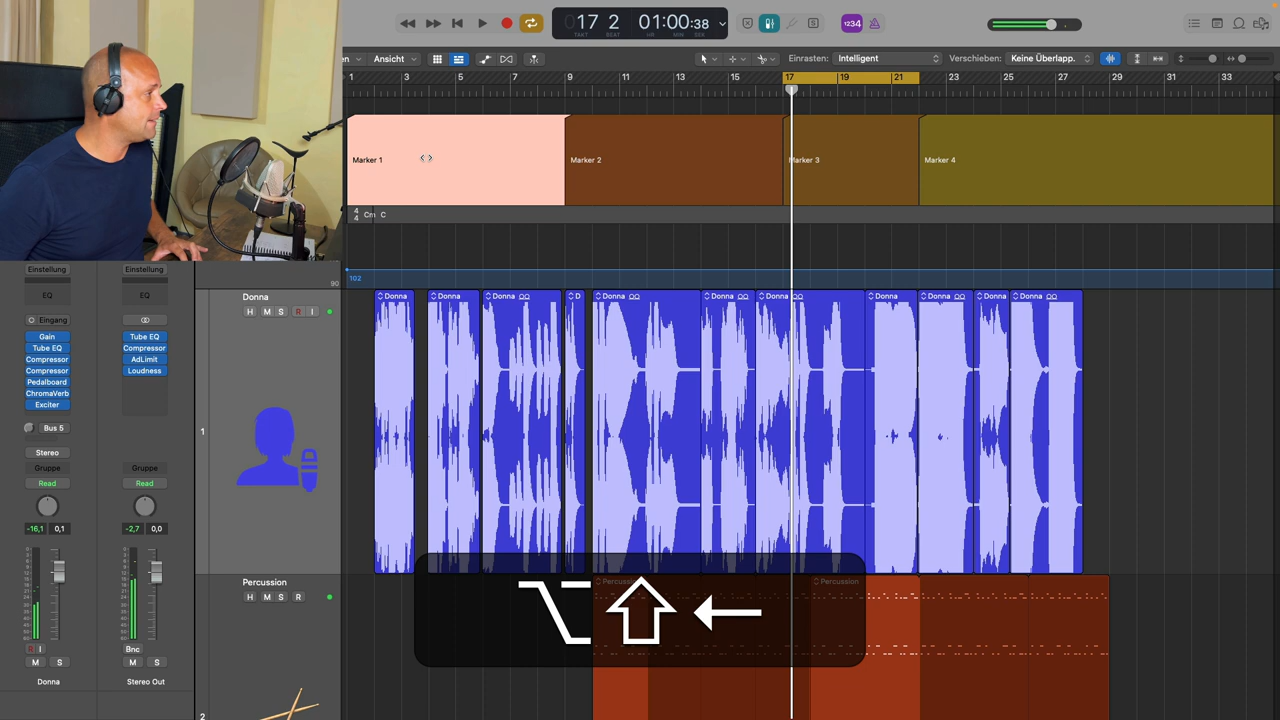 17 2 01:00:38
TAKT BEAT HR MIN SEK
1234
en Ansicht Einrasten: Intelligent Verschieben: Keine Überlapp.
1 3 5 7 9 11 13 15 17 19 21 23 25 27 29 31 33
Marker 1 Marker 2 Marker 3 Marker 4
4
4 Cm C
Einstellung Einstellung
90 102
EQ EQ
Donna Donna Donna Donna D Donna Donna Donna Donna Donna Donna Donna
H M S R I
Eingang
Gain Tube EQ
Tube EQ Compressor
Compressor AdLimit
Compressor Loudness
Pedalboard
ChromaVerb
Exciter
Bus 5
1
Stereo
Gruppe Gruppe
Read Read
-16,1 0,1 -2,7 0,0
Percussion Percussion Percussion
H M S R
R I Bnc
M S M S
Donna Stereo Out
2
⌥⇧←